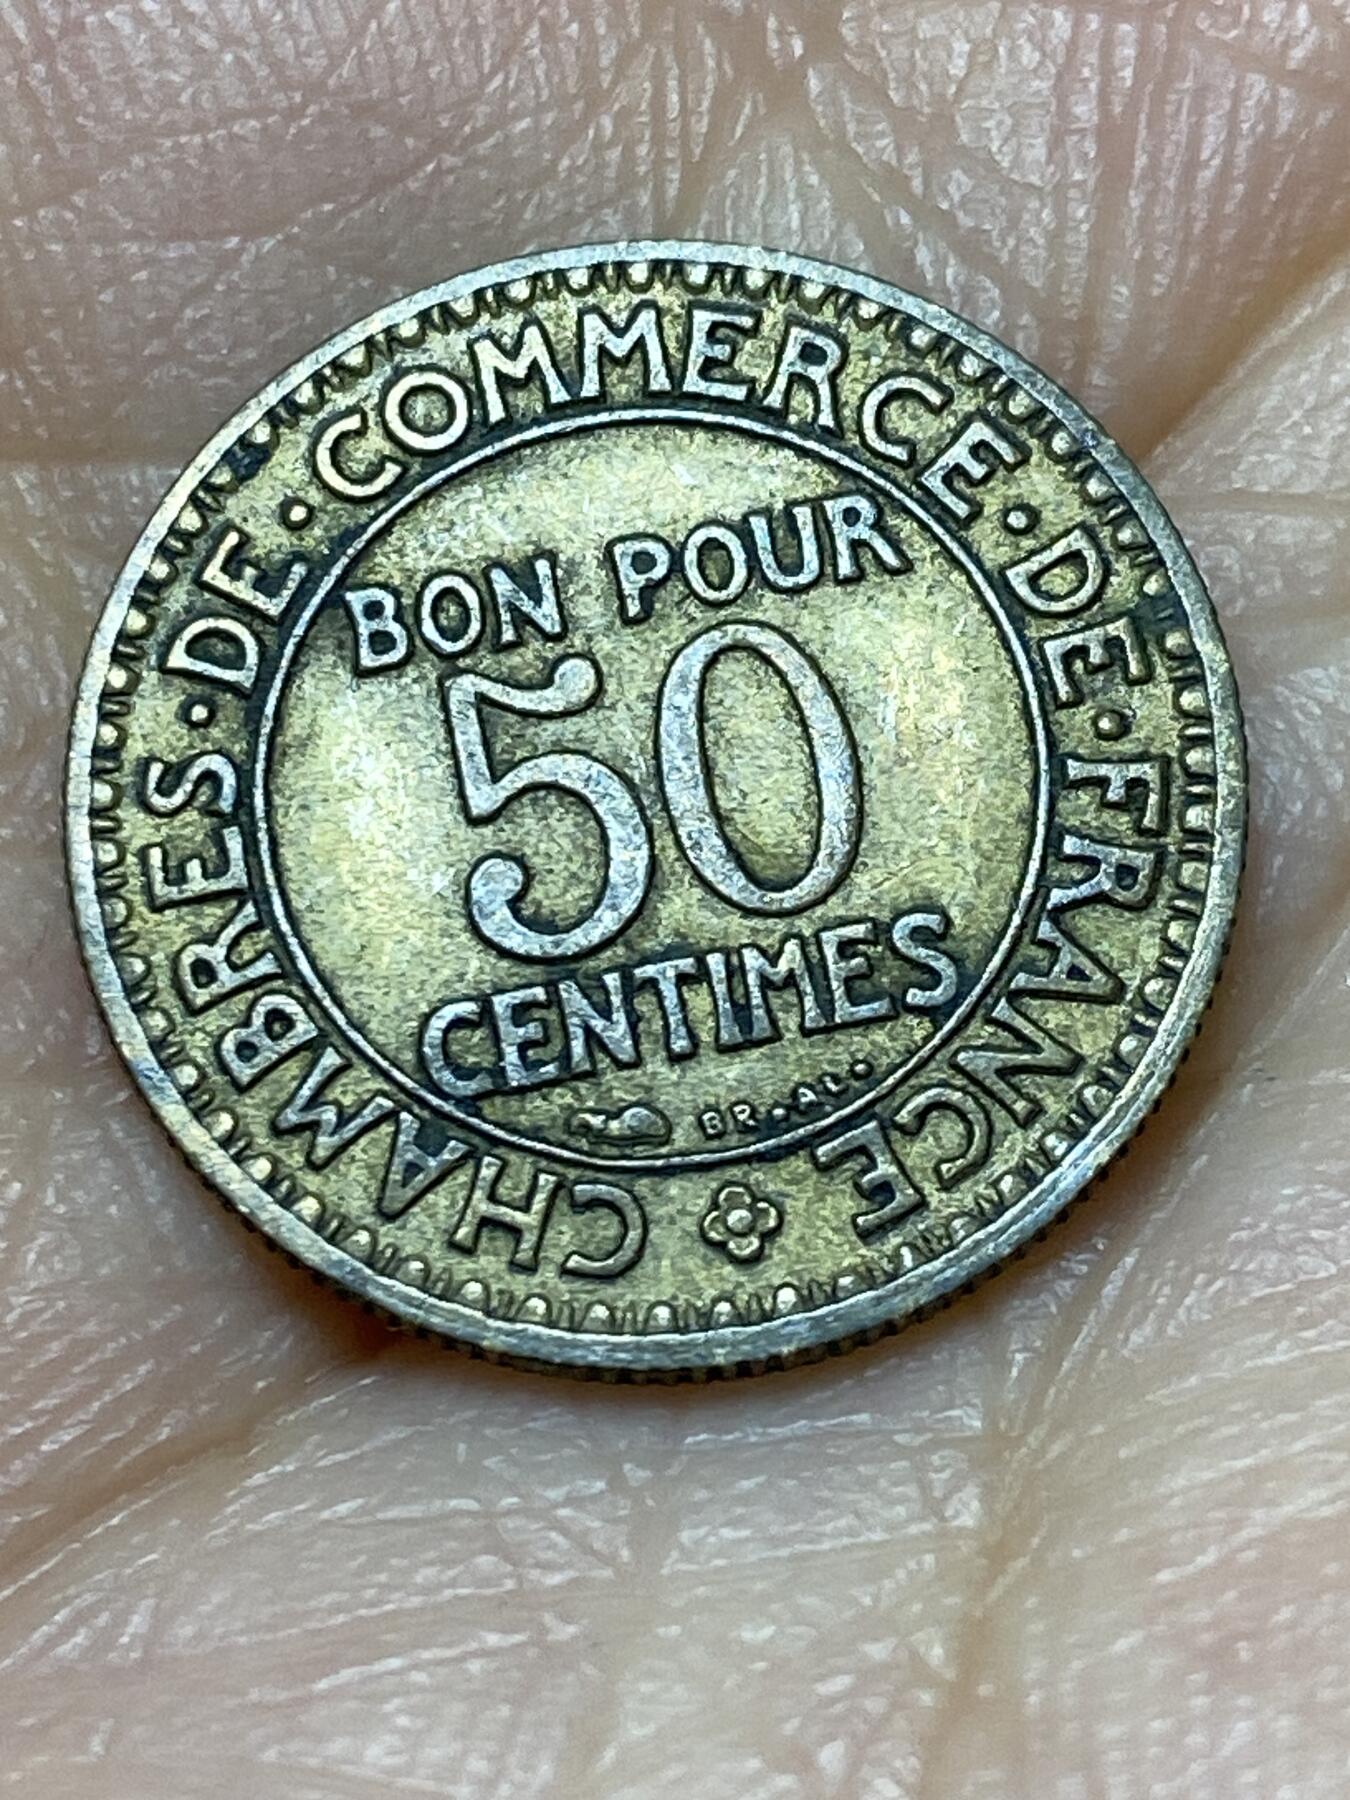 CHAMBRES·DE·COMMERCE·DE·FRANCE
BON POUR
50
CENTIMES
BR·AL·